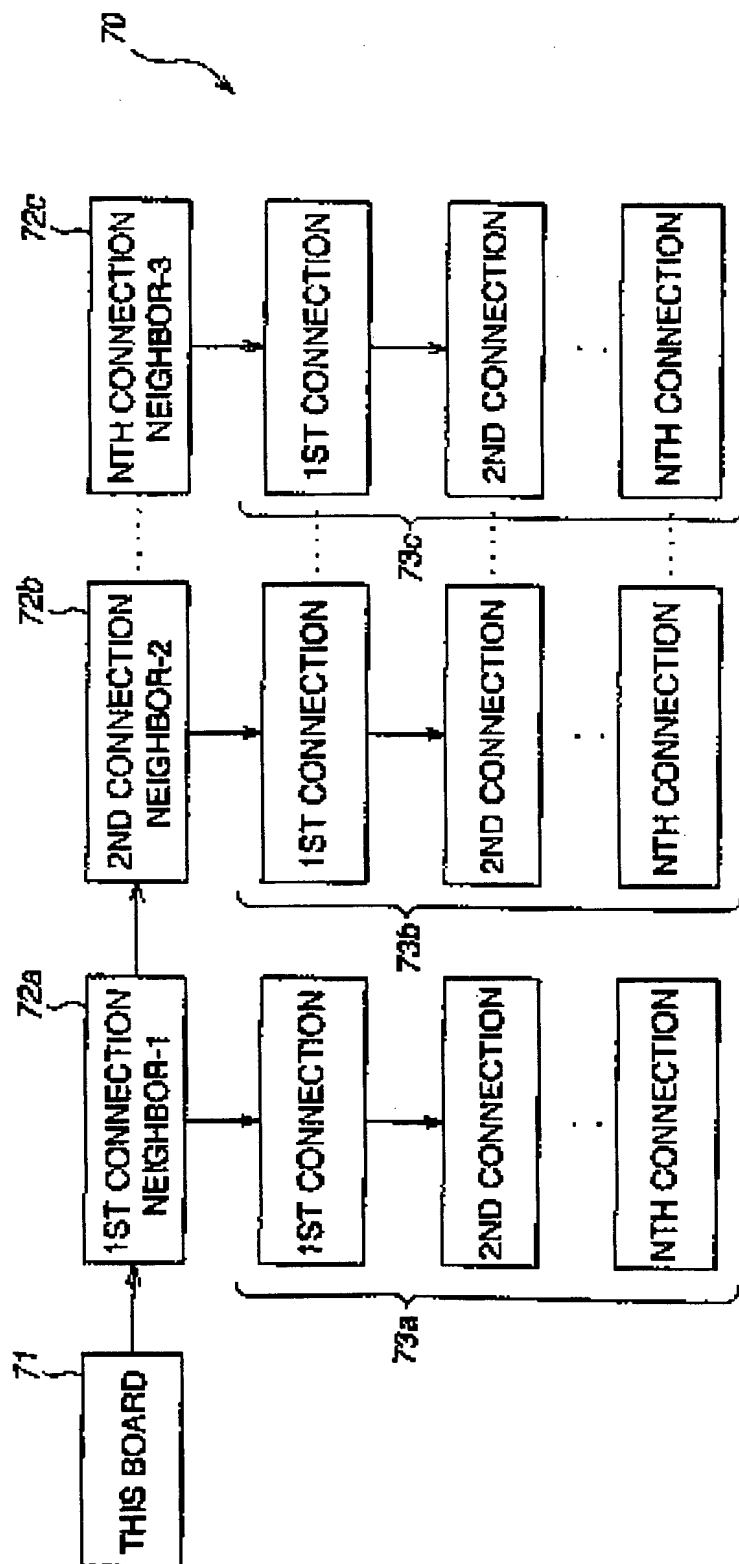 70
71
THIS BOARD
72a
1ST CONNECTION
NEIGHBOR-1
72b
2ND CONNECTION
NEIGHBOR-2
72c
NTH CONNECTION
NEIGHBOR-3
1ST CONNECTION
2ND CONNECTION
NTH CONNECTION
73a
1ST CONNECTION
2ND CONNECTION
NTH CONNECTION
73b
1ST CONNECTION
2ND CONNECTION
NTH CONNECTION
73c